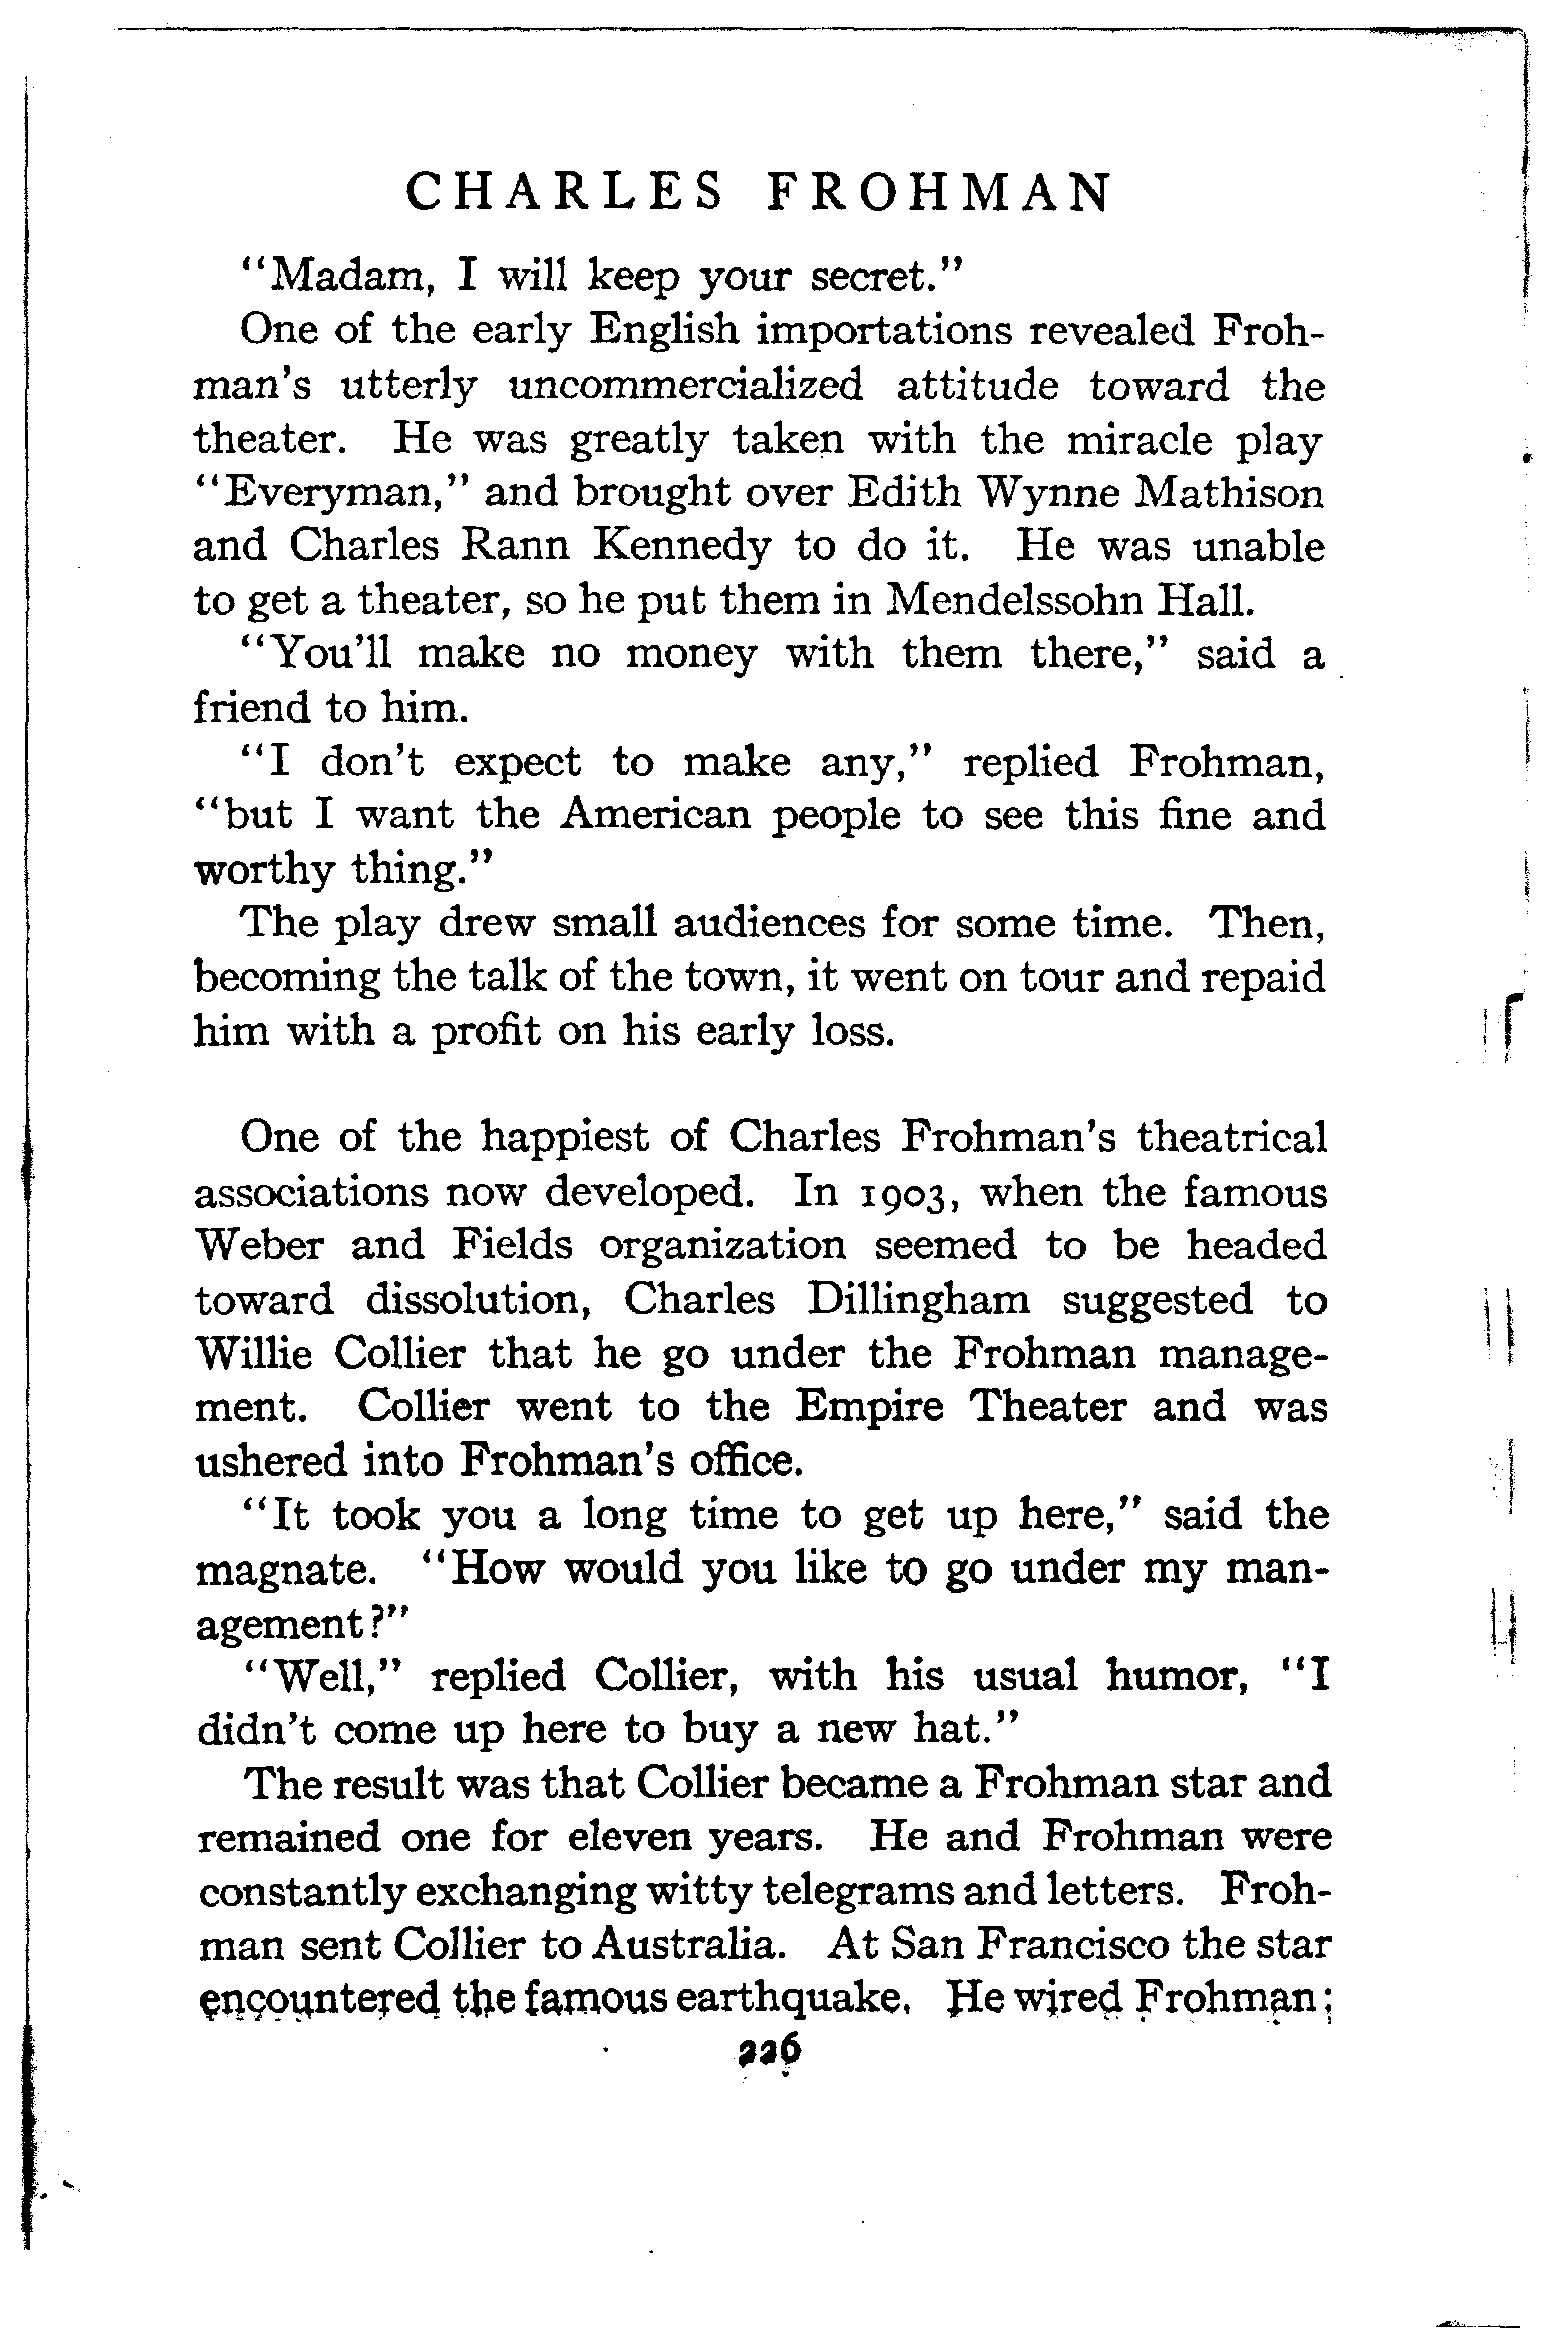 CHARLES FROHMAN
"Madam, I will keep your secret."
One of the early English importations revealed Froh-
man's utterly uncommercialized attitude toward the
theater. He was greatly taken with the miracle play
"Everyman," and brought over Edith Wynne Mathison
and Charles Rann Kennedy to do it. He was unable
to get a theater, so he put them in Mendelssohn Hall.
"You'll make no money with them there," said a
friend to him.
"I don't expect to make any," replied Frohman,
"but I want the American people to see this fine and
worthy thing."
The play drew small audiences for some time. Then,
becoming the talk of the town, it went on tour and repaid
him with a profit on his early loss.
One of the happiest of Charles Frohman's theatrical
associations now developed. In 1903, when the famous
Weber and Fields organization seemed to be headed
toward dissolution, Charles Dillingham suggested to
Willie Collier that he go under the Frohman manage-
ment. Collier went to the Empire Theater and was
ushered into Frohman's office.
"It took you a long time to get up here," said the
magnate. "How would you like to go under my man-
agement?"
"Well," replied Collier, with his usual humor, "I
didn't come up here to buy a new hat."
The result was that Collier became a Frohman star and
remained one for eleven years. He and Frohman were
constantly exchanging witty telegrams and letters. Froh-
man sent Collier to Australia. At San Francisco the star
encountered the famous earthquake. He wired Frohman:
226